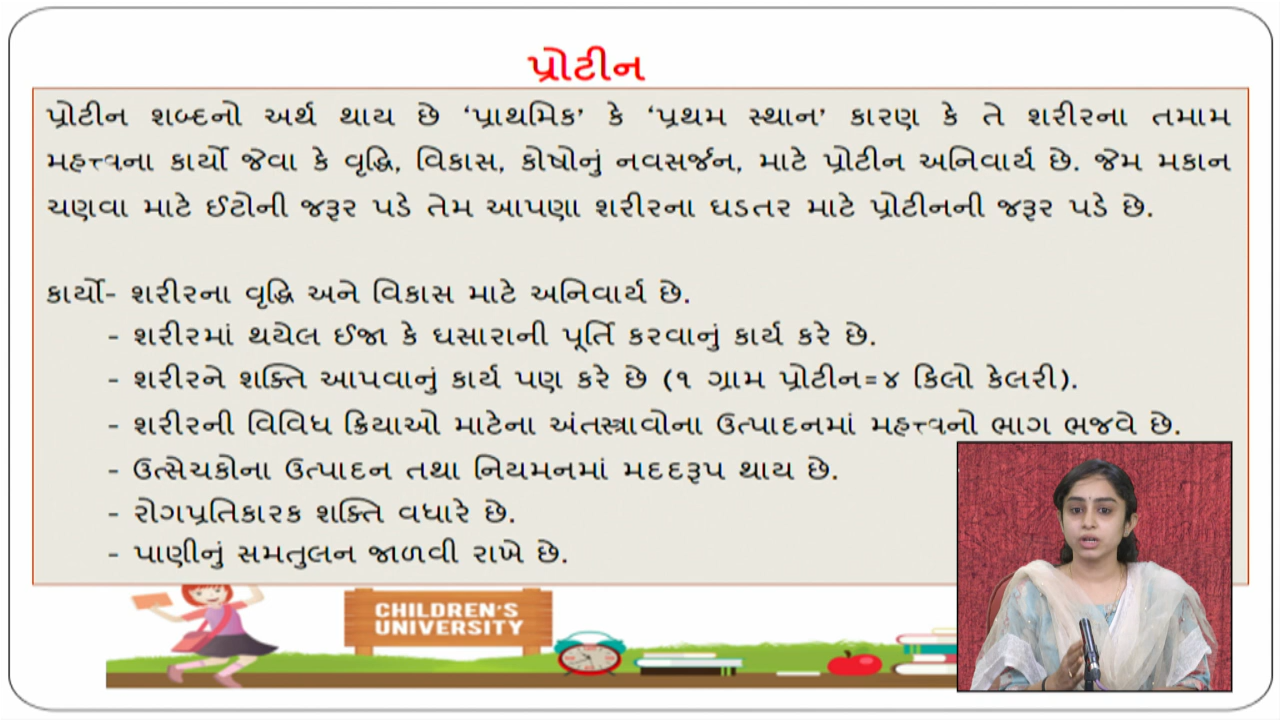 પ્રોટીન
પ્રોટીન શબ્દનો અર્થ થાય છે ‘પ્રાથમિક’ કે ‘પ્રથમ સ્થાન’ કારણ કે તે શરીરના તમામ
મહત્ત્વના કાર્યો જેવા કે વૃદ્ધિ, વિકાસ, કોષોનું નવસર્જન, માટે પ્રોટીન અનિવાર્ય છે. જેમ મકાન
ચણવા માટે ઈટોની જરૂર પડે તેમ આપણા શરીરના ઘડતર માટે પ્રોટીનની જરૂર પડે છે.
કાર્યો- શરીરના વૃદ્ધિ અને વિકાસ માટે અનિવાર્ય છે.
- શરીરમાં થયેલ ઈજા કે ઘસારાની પૂર્તિ કરવાનું કાર્ય કરે છે.
- શરીરને શક્તિ આપવાનું કાર્ય પણ કરે છે (૧ ગ્રામ પ્રોટીન=૪ કિલો કેલરી).
- શરીરની વિવિધ ક્રિયાઓ માટેના અંતસ્ત્રાવોના ઉત્પાદનમાં મહત્ત્વનો ભાગ ભજવે છે.
- ઉત્સેચકોના ઉત્પાદન તથા નિયમનમાં મદદરૂપ થાય છે.
- રોગપ્રતિકારક શક્તિ વધારે છે.
- પાણીનું સમતુલન જાળવી રાખે છે.
CHILDREN'S
UNIVERSITY